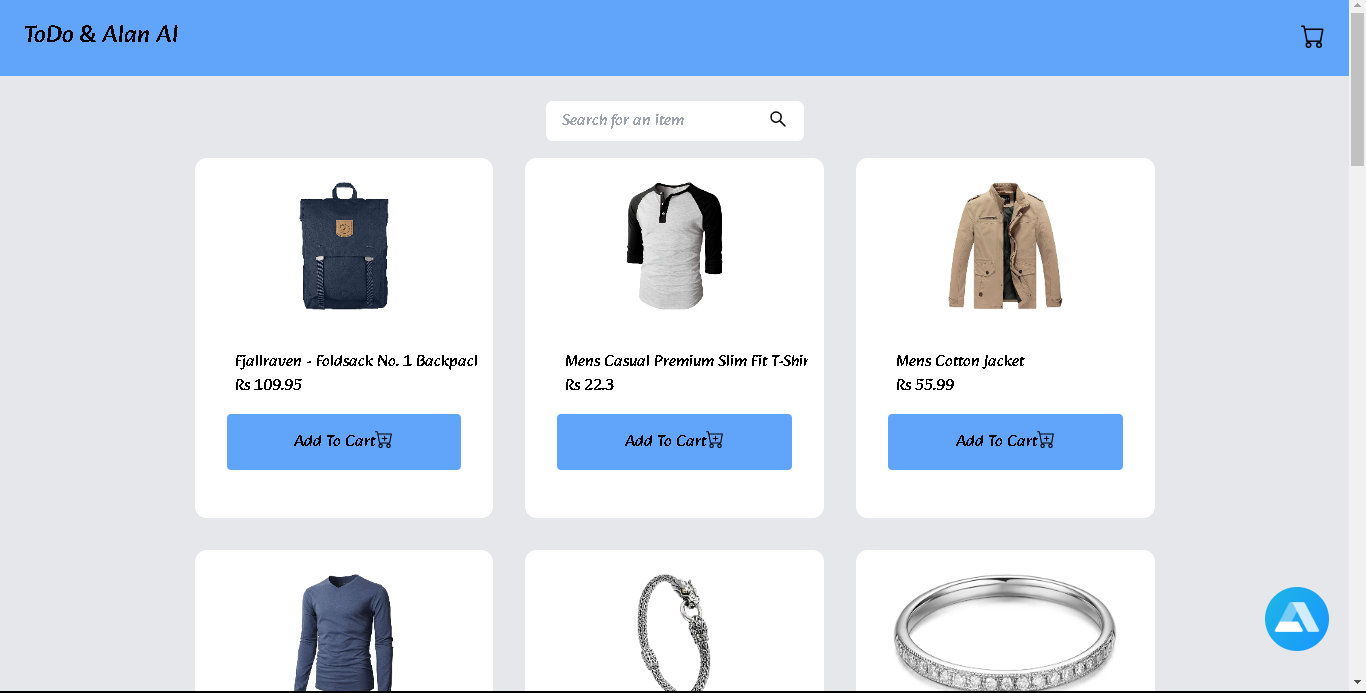 ToDo & Alan AI
Search for an item
Fjallraven - Foldsack No. 1 Backpacl
Rs 109.95
Add To Cart
Mens Casual Premium Slim Fit T-Shir
Rs 22.3
Add To Cart
Mens Cotton Jacket
Rs 55.99
Add To Cart